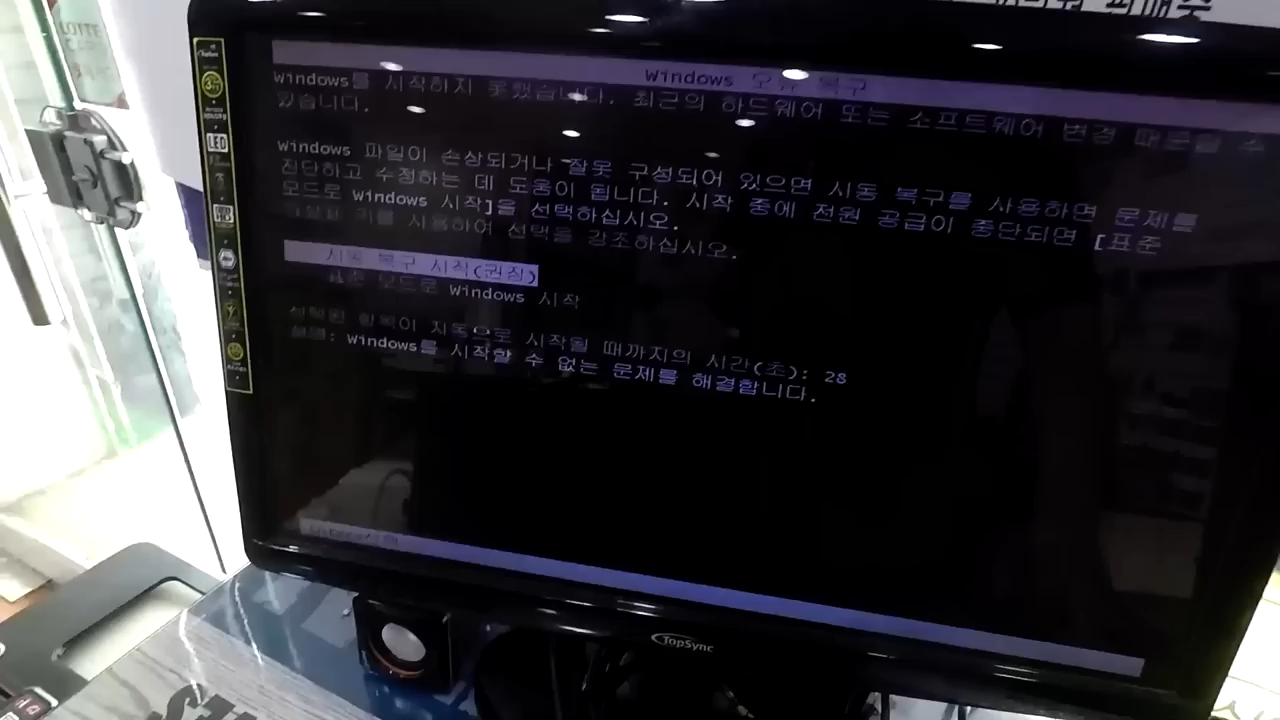 Windows 오류 복구
Windows를 시작하지 못했습니다. 최근의 하드웨어 또는 소프트웨어 변경 때문일 수
있습니다.
Windows 파일이 손상되거나 잘못 구성되어 있으면 시동 복구를 사용하면 문제를
진단하고 수정하는 데 도움이 됩니다. 시작 중에 전원 공급이 중단되면 [표준
모드로 Windows 시작]을 선택하십시오.
키를 사용하여 선택을 강조하십시오.
시동 복구 시작(권장)
표준 모드로 Windows 시작
선택된 항목이 자동으로 시작될 때까지의 시간(초): 28
설명: Windows를 시작할 수 없는 문제를 해결합니다.
TopSync
LED